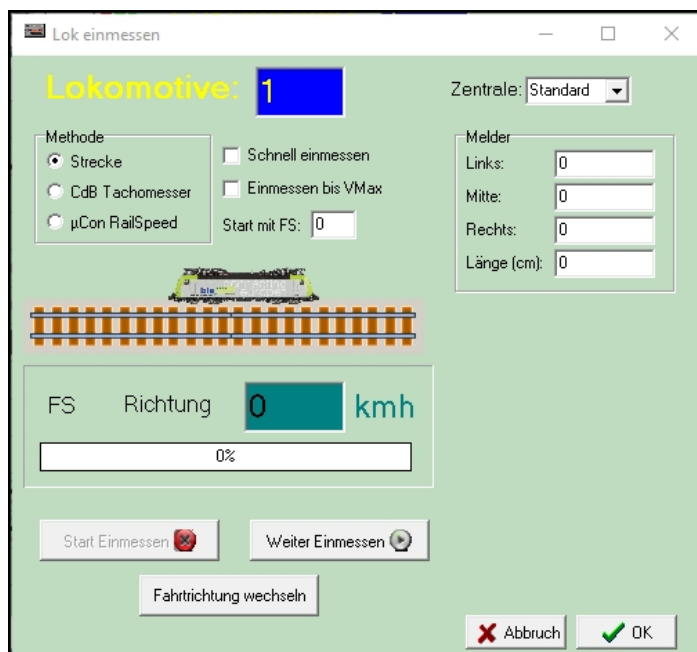 Lok einmessen
Lokomotive: 1
Zentrale: Standard
Methode
Strecke
CdB Tachomesser
µCon RailSpeed
Schnell einmessen
Einmessen bis VMax
Start mit FS: 0
Melder
Links: 0
Mitte: 0
Rechts: 0
Länge (cm): 0
bls
FS Richtung 0 kmh
0%
Start Einmessen
Weiter Einmessen
Fahrtrichtung wechseln
Abbruch
OK